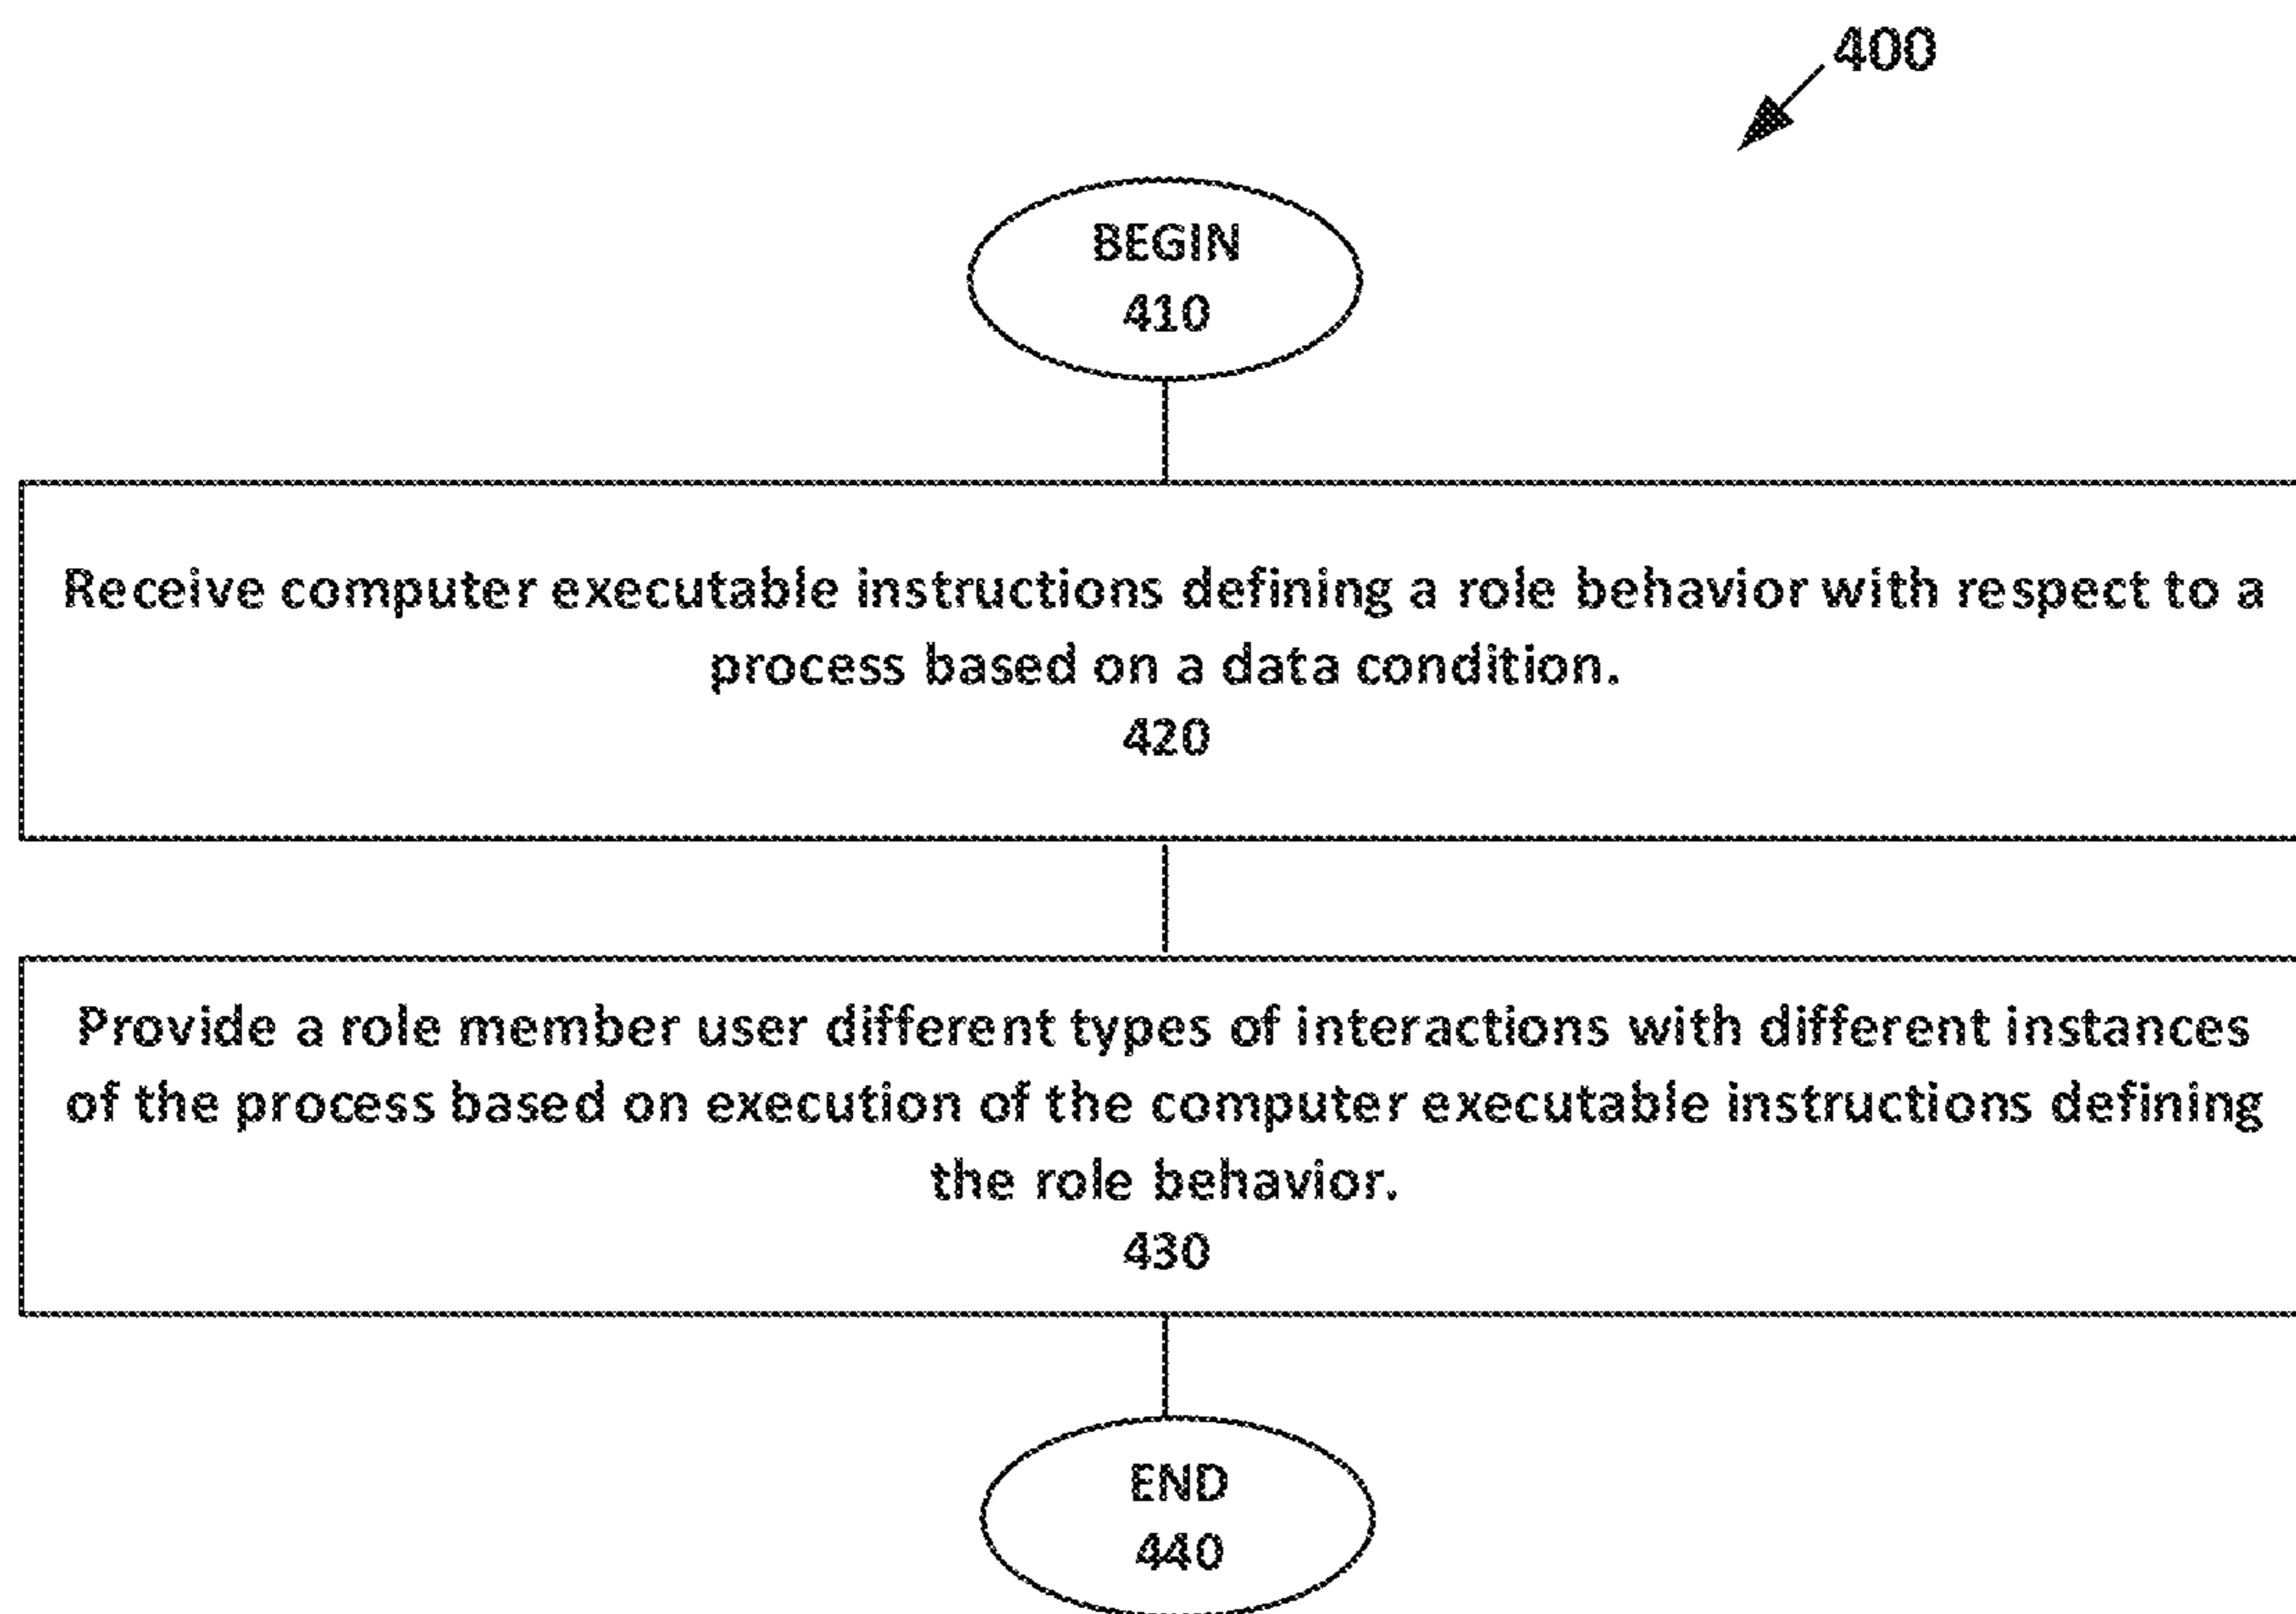 400
BEGIN
410
Receive computer executable instructions defining a role behavior with respect to a
process based on a data condition.
420
Provide a role member user different types of interactions with different instances
of the process based on execution of the computer executable instructions defining
the role behavior.
430
END
440